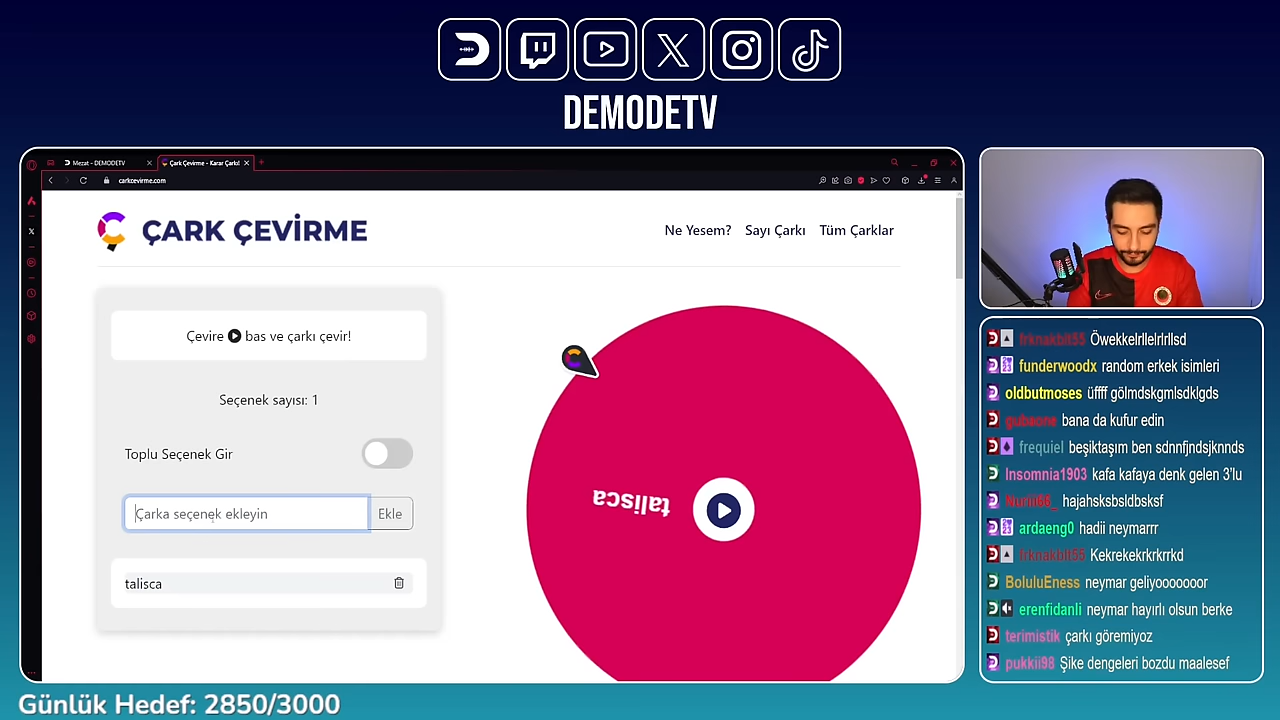 DEMODETV
Mezat - DEMODETV
Çark Çevirme - Karar Çarkı!
carkcevirme.com
ÇARK ÇEVİRME
Ne Yesem? Sayı Çarkı Tüm Çarklar
Çevire bas ve çarkı çevir!
Seçenek sayısı: 1
Toplu Seçenek Gir
Çarka seçenek ekleyin
Ekle
talisca
talisca
frknakblt55 Öwekkelrllelrlrllsd
funderwoodx random erkek isimleri
oldbutmoses üffff gölmdskgmlsdklgds
gubsone bana da kufur edin
frequiel beşiktaşım ben sdnnfjndsjknnds
Insomnia1903 kafa kafaya denk gelen 3'lu
hajahsksbsldbsksf
ardaeng0 hadii neymarrr
frknakblt55 Kekrekekrkrkrrkd
BoluluEness neymar geliyooooooor
erenfidanli neymar hayırlı olsun berke
terimistik çarkı göremiyoz
pukkii98 Şike dengeleri bozdu maalesef
Günlük Hedef: 2850/3000